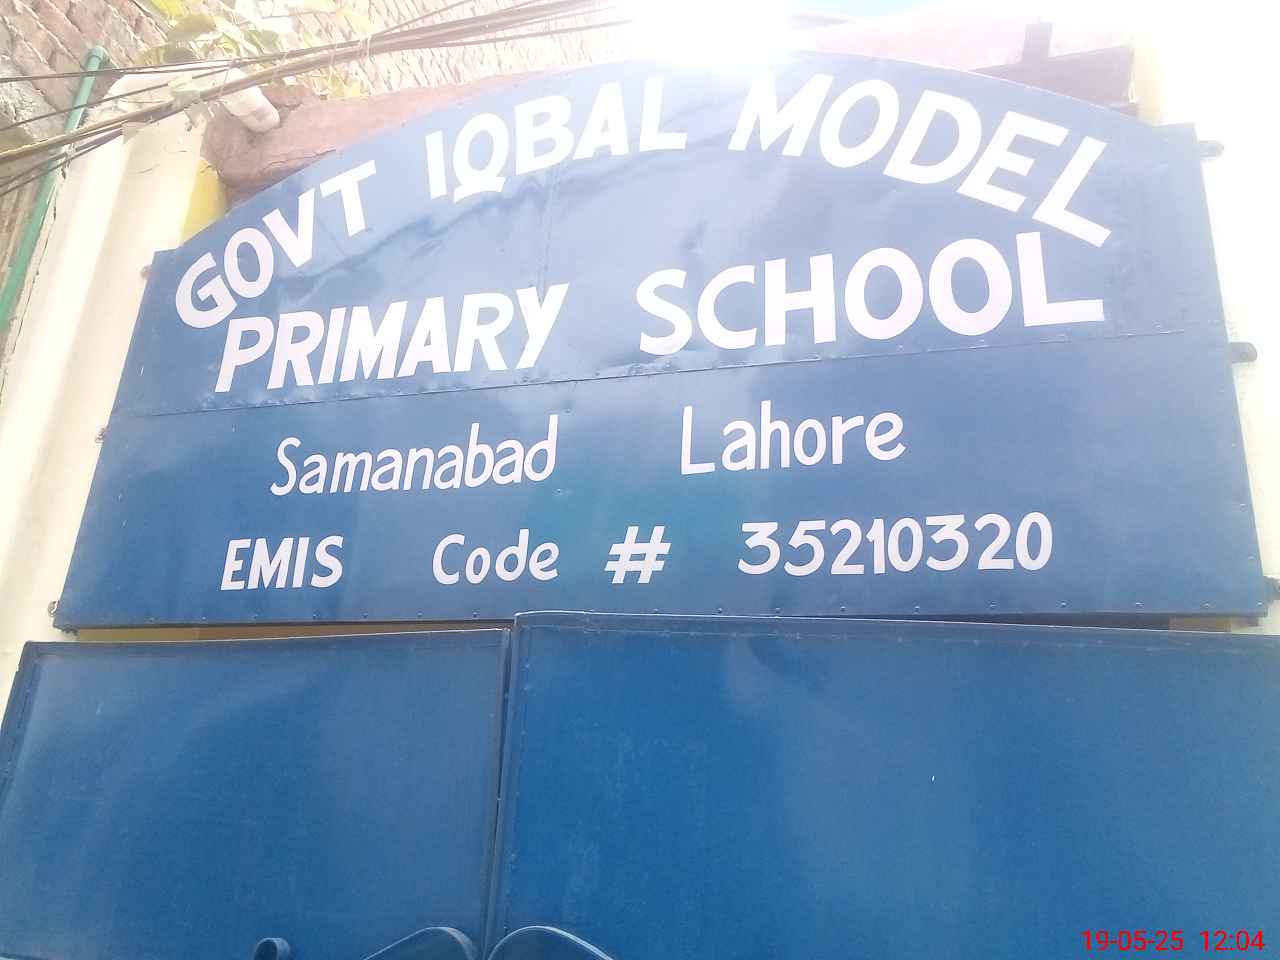 GOVT IQBAL MODEL
PRIMARY SCHOOL
Samanabad Lahore
EMIS Code # 35210320
19-05-25 12:04